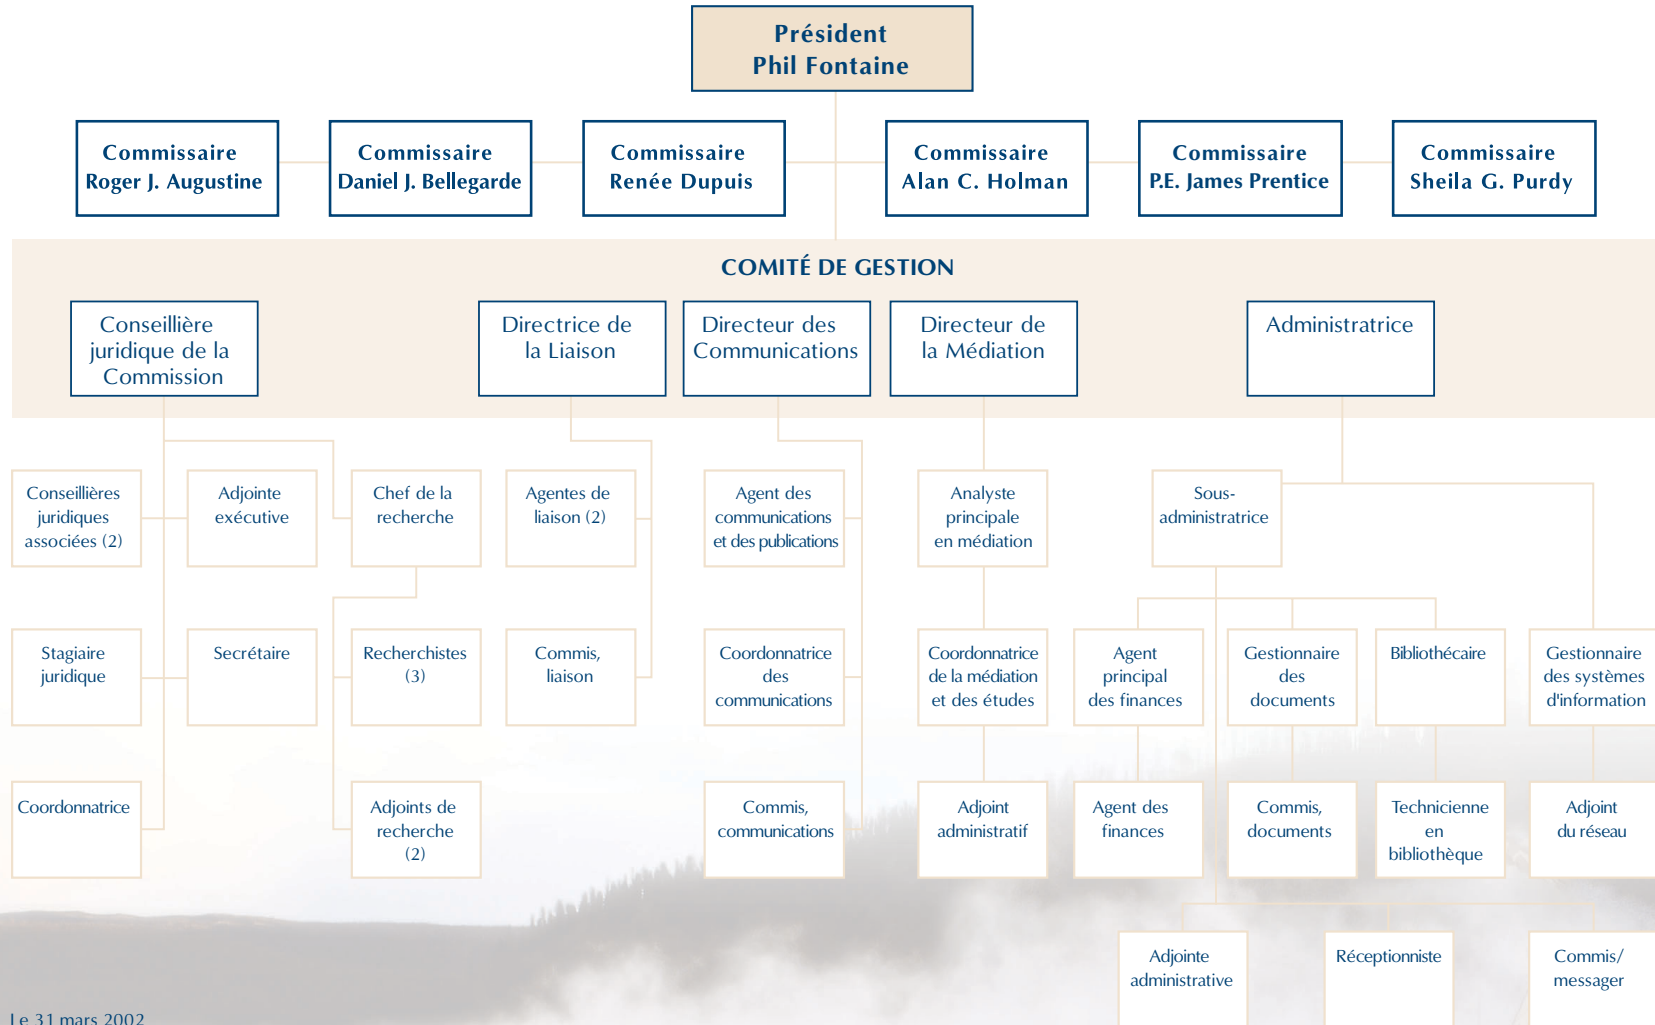 Président
Phil Fontaine
Commissaire
Roger J. Augustine
Commissaire
Daniel J. Bellegarde
Commissaire
Renée Dupuis
Commissaire
Alan C. Holman
Commissaire
P.E. James Prentice
Commissaire
Sheila G. Purdy
COMITÉ DE GESTION
Conseillière
juridique de la
Commission
Directrice de
la Liaison
Directeur des
Communications
Directeur de
la Médiation
Administratrice
Conseillières
juridiques
associées (2)
Adjointe
exécutive
Chef de la
recherche
Agentes de
liaison (2)
Agent des
communications
et des publications
Analyste
principale
en médiation
Sous-
administratrice
Stagiaire
juridique
Secrétaire
Recherchistes
(3)
Commis,
liaison
Coordonnatrice
des
communications
Coordonnatrice
de la médiation
et des études
Agent
principal
des finances
Gestionnaire
des
documents
Bibliothécaire
Gestionnaire
des systèmes
d'information
Coordonnatrice
Adjoints de
recherche
(2)
Commis,
communications
Adjoint
administratif
Agent des
finances
Commis,
documents
Technicienne
en
bibliothèque
Adjoint
du réseau
Adjointe
administrative
Réceptionniste
Commis/
messager
Le 31 mars 2002